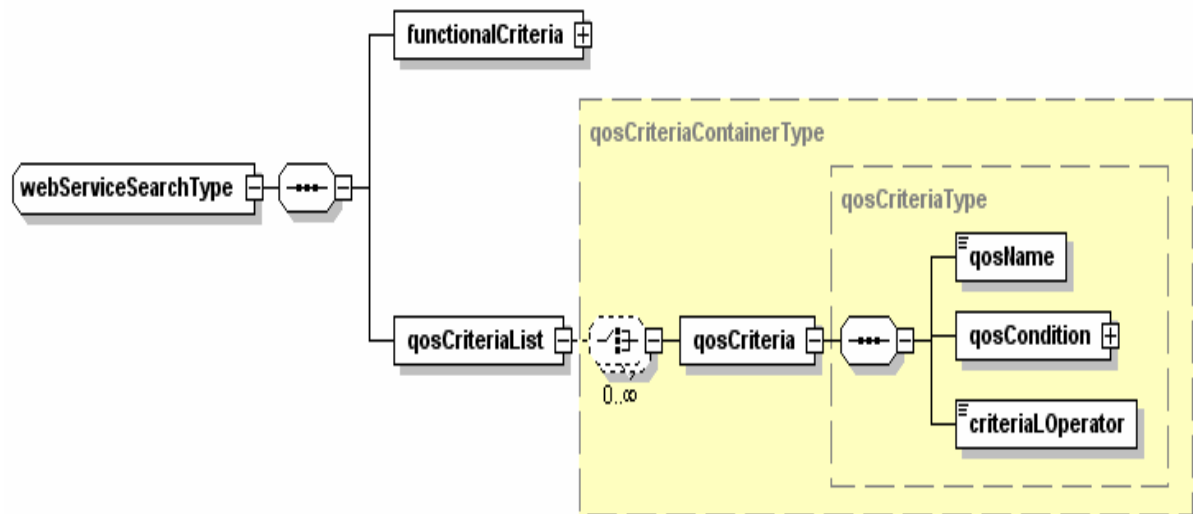 functionalCriteria
qosCriteriaContainerType
webServiceSearchType
qosCriteriaType
qosName
qosCriteriaList
qosCriteria
qosCondition
0..∞
criteriaLOperator